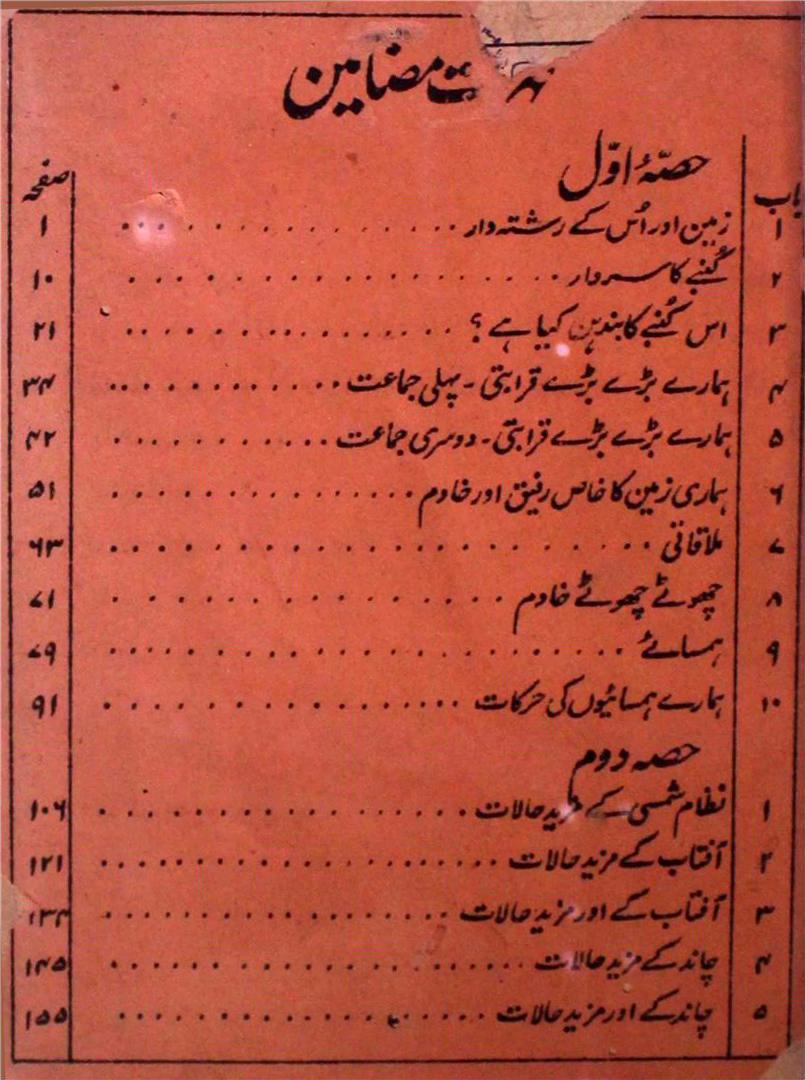 فہرست مضامین
حصۂ اوّل
باب صفحہ
۱ زمین اور اُس کے رشتہ دار ۱
۲ کُنبے کا سردار ۱۰
۳ اس کُنبے کا بندہن کیا ہے ؟ ۲۱
۴ ہمارے بڑے بڑے قرابتی - پہلی جماعت ۳۴
۵ ہمارے بڑے بڑے قرابتی - دوسری جماعت ۴۲
۶ ہماری زمین کا خاص رفیق اور خادم ۵۱
۷ ملاقاتی ۶۳
۸ چھوٹے چھوٹے خادم ۷۱
۹ ہمسائے ۷۹
۱۰ ہمارے ہمسائیوں کی حرکات ۹۱
حصہ دوم
۱ نظام شمسی کے مزید حالات ۱۰۶
۲ آفتاب کے مزید حالات ۱۲۱
۳ آفتاب کے اور مزید حالات ۱۳۴
۴ چاند کے مزید حالات ۱۴۵
۵ چاند کے اور مزید حالات ۱۵۵